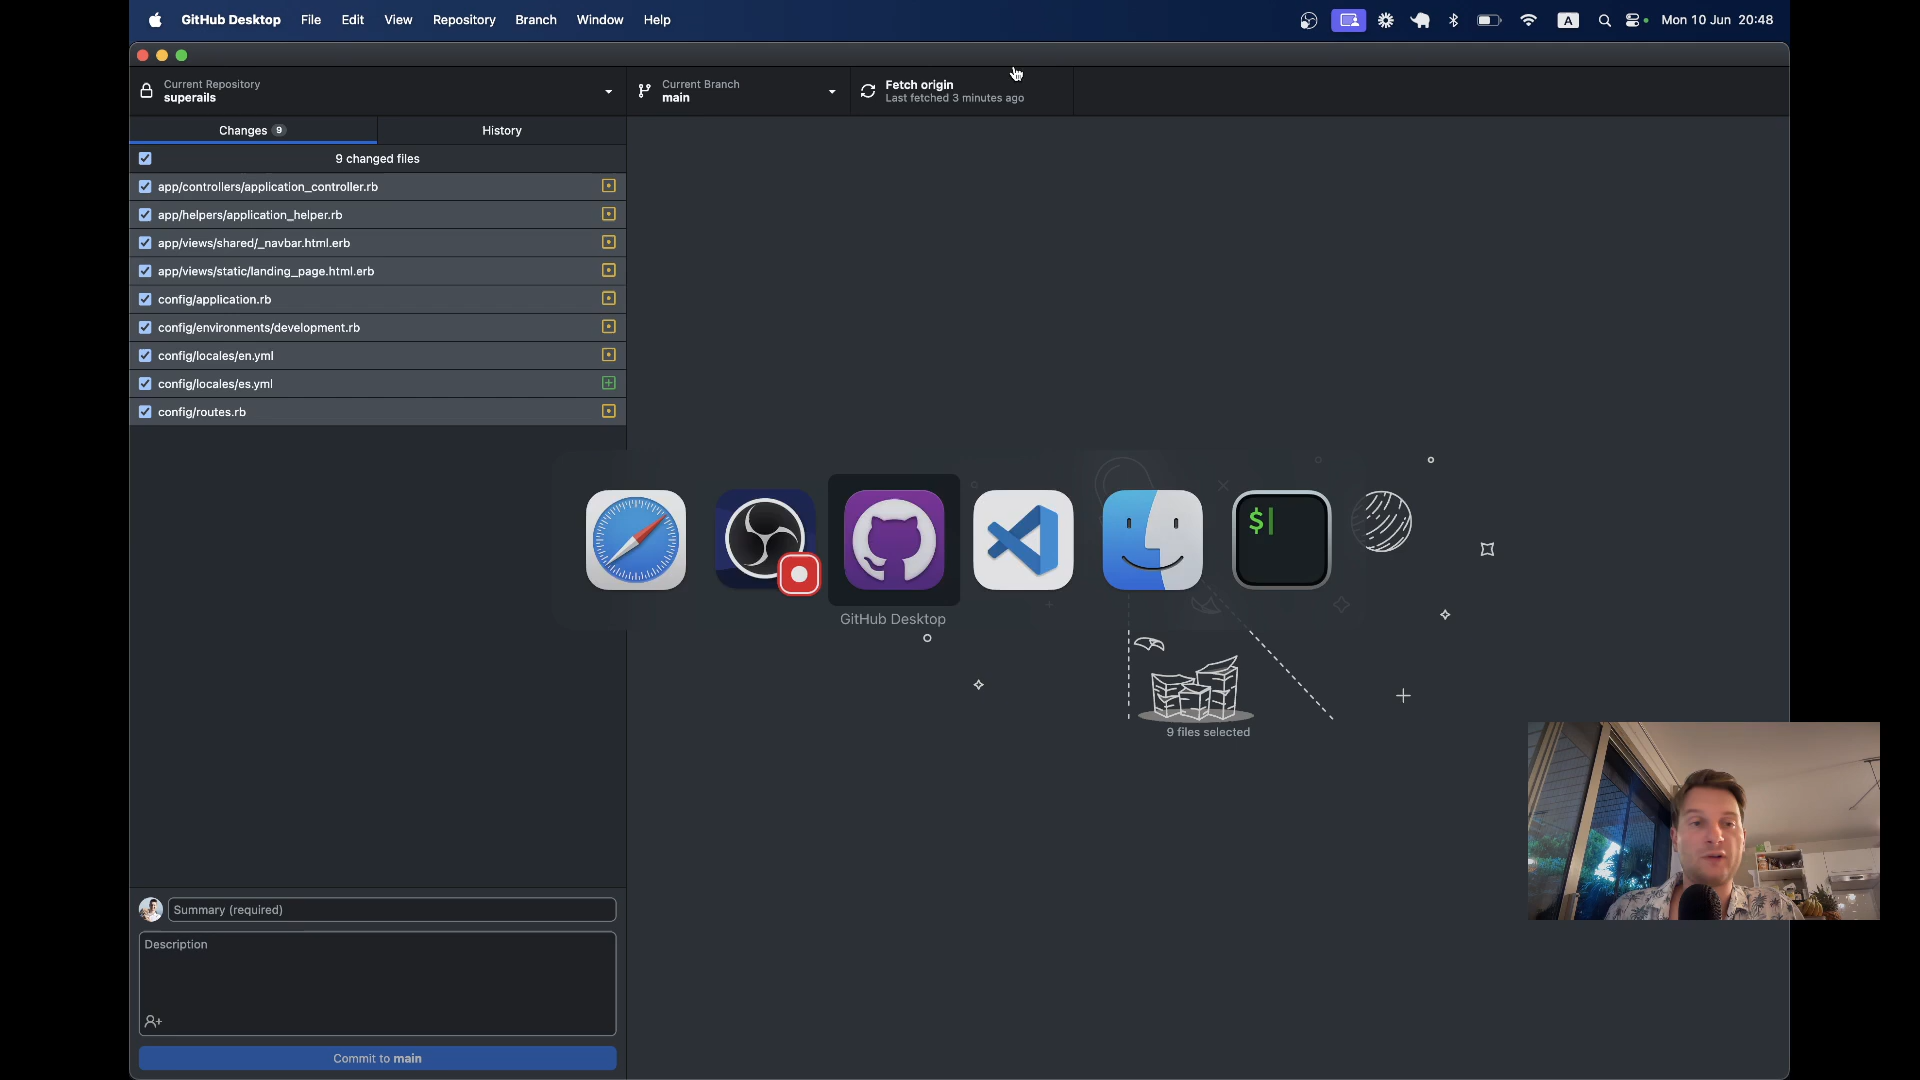 GitHub Desktop File Edit View Repository Branch Window Help A Mon 10 Jun 20:48
Current Repository
superails
Current Branch
main
Fetch origin
Last fetched 3 minutes ago
Changes 9
History
9 changed files
app/controllers/application_controller.rb
app/helpers/application_helper.rb
app/views/shared/_navbar.html.erb
app/views/static/landing_page.html.erb
config/application.rb
config/environments/development.rb
config/locales/en.yml
config/locales/es.yml
config/routes.rb
$
GitHub Desktop
9 files selected
Summary (required)
Description
Commit to main